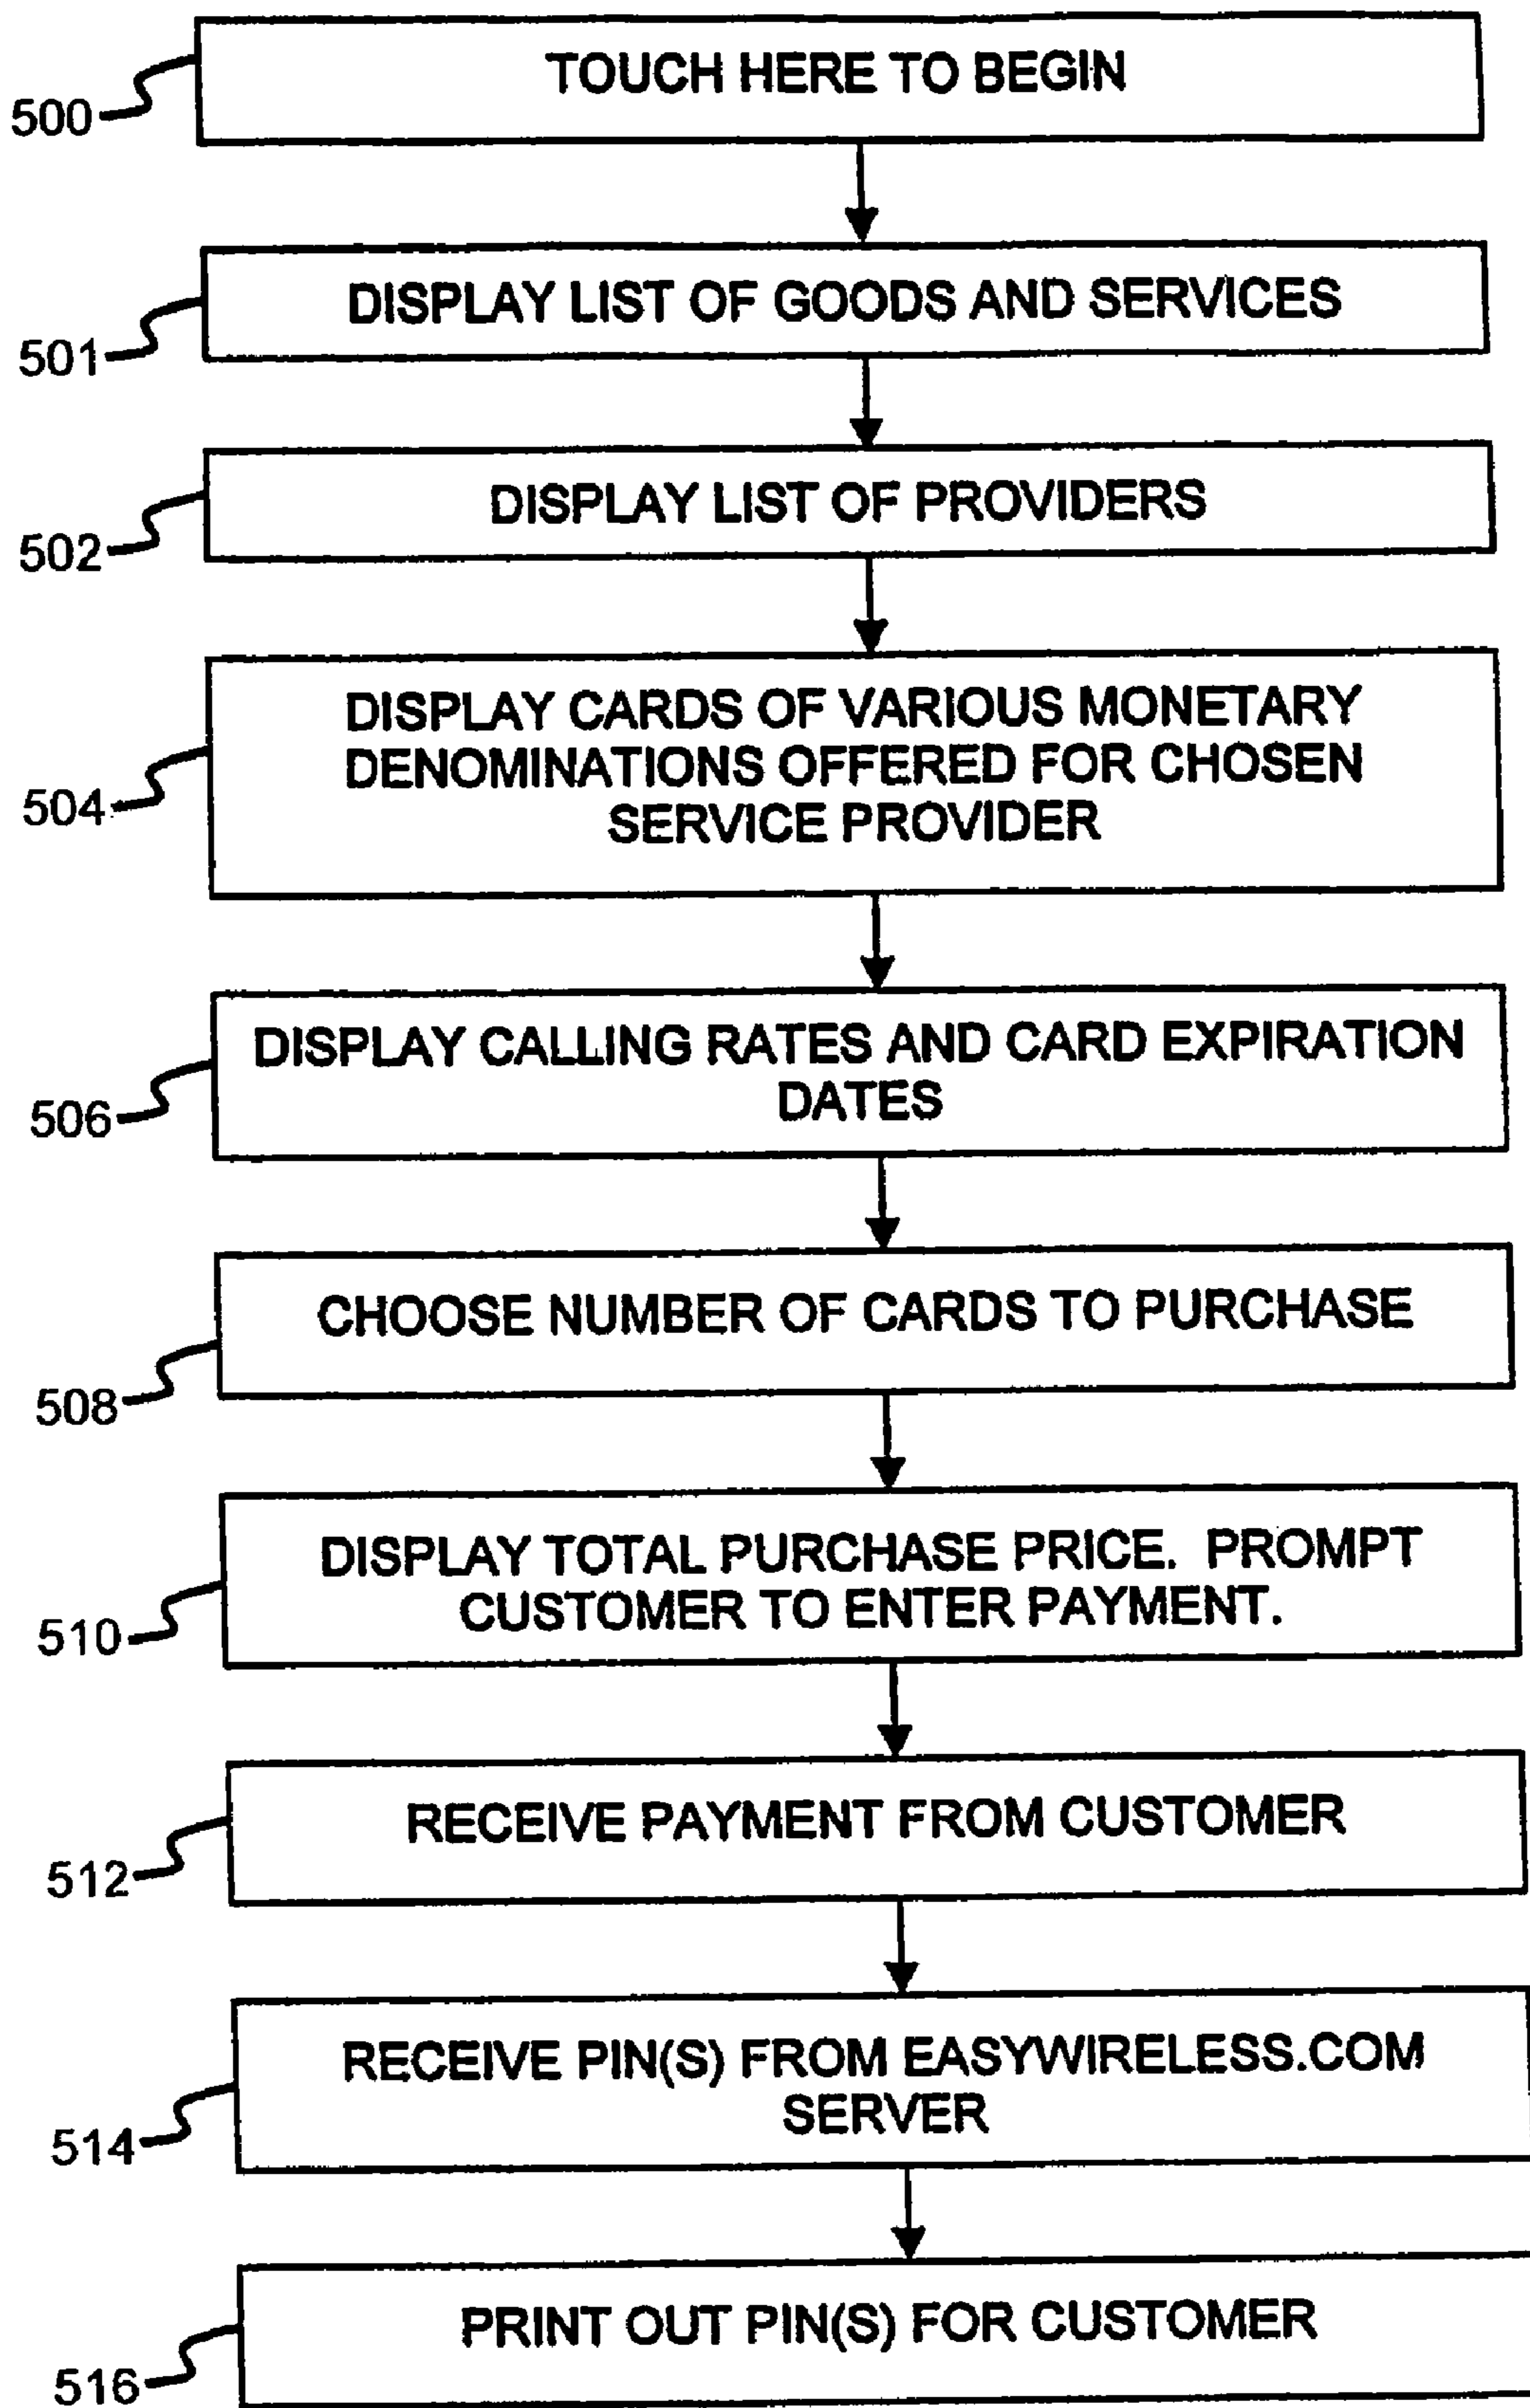 TOUCH HERE TO BEGIN
500
DISPLAY LIST OF GOODS AND SERVICES
501
DISPLAY LIST OF PROVIDERS
502
DISPLAY CARDS OF VARIOUS MONETARY
DENOMINATIONS OFFERED FOR CHOSEN
SERVICE PROVIDER
504
DISPLAY CALLING RATES AND CARD EXPIRATION
DATES
506
CHOOSE NUMBER OF CARDS TO PURCHASE
508
DISPLAY TOTAL PURCHASE PRICE. PROMPT
CUSTOMER TO ENTER PAYMENT.
510
RECEIVE PAYMENT FROM CUSTOMER
512
RECEIVE PIN(S) FROM EASYWIRELESS.COM
SERVER
514
PRINT OUT PIN(S) FOR CUSTOMER
516